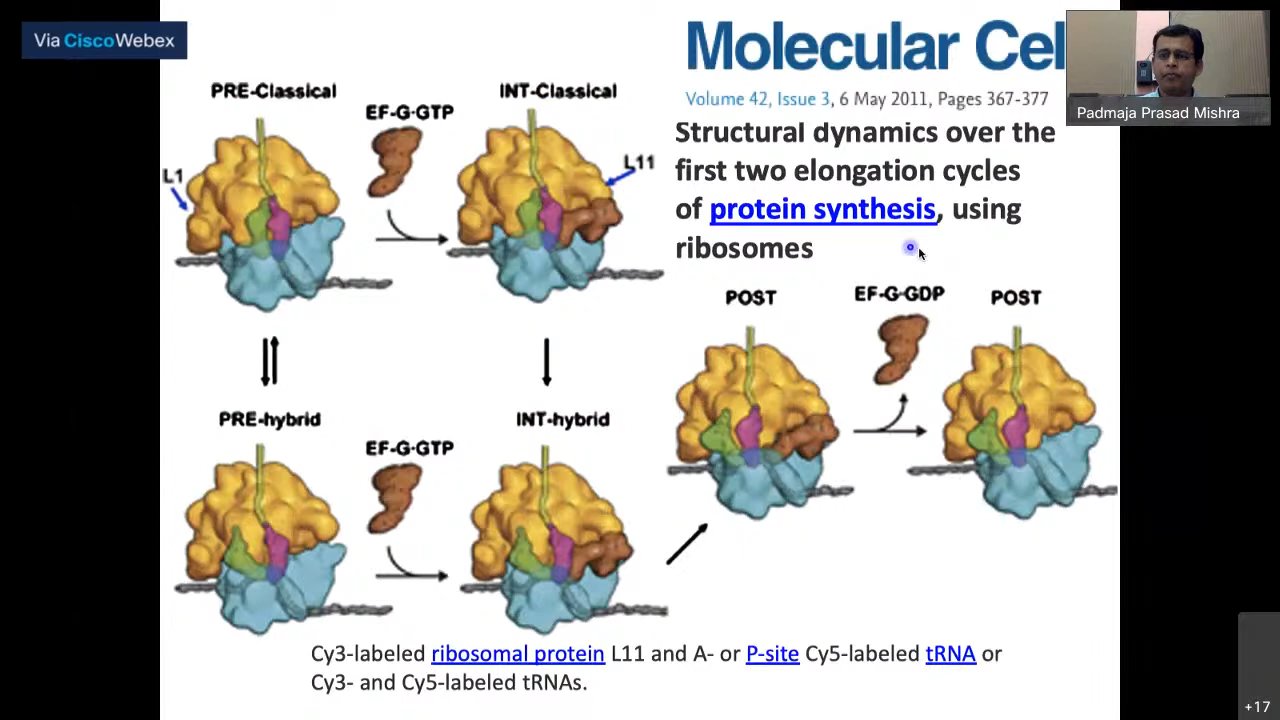 Via CiscoWebex
Molecular Cel
Volume 42, Issue 3, 6 May 2011, Pages 367-377
Padmaja Prasad Mishra
Structural dynamics over the
first two elongation cycles
of protein synthesis, using
ribosomes
PRE-Classical
EF-G·GTP
INT-Classical
L1
L11
POST
EF-G·GDP
POST
PRE-hybrid
EF-G·GTP
INT-hybrid
Cy3-labeled ribosomal protein L11 and A- or P-site Cy5-labeled tRNA or
Cy3- and Cy5-labeled tRNAs.
+17